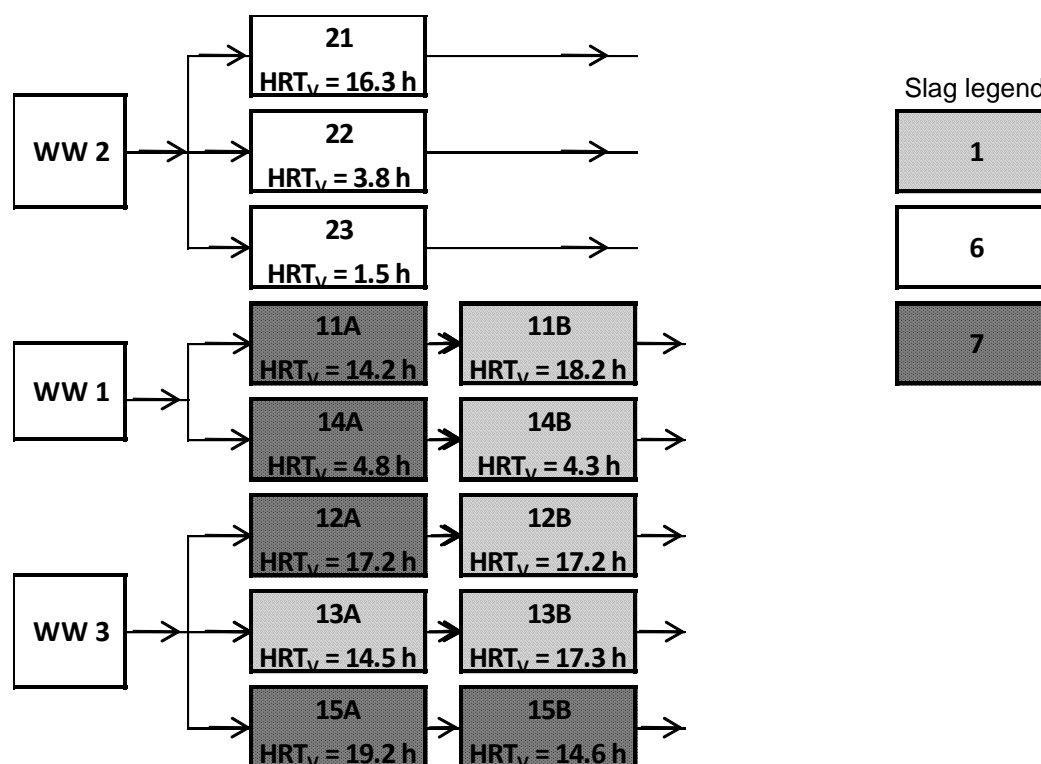 WW 2
21
HRTV = 16.3 h
22
HRTV = 3.8 h
23
HRTV = 1.5 h
WW 1
11A
HRTV = 14.2 h
11B
HRTV = 18.2 h
14A
HRTV = 4.8 h
14B
HRTV = 4.3 h
WW 3
12A
HRTV = 17.2 h
12B
HRTV = 17.2 h
13A
HRTV = 14.5 h
13B
HRTV = 17.3 h
15A
HRTV = 19.2 h
15B
HRTV = 14.6 h
Slag legend
1
6
7